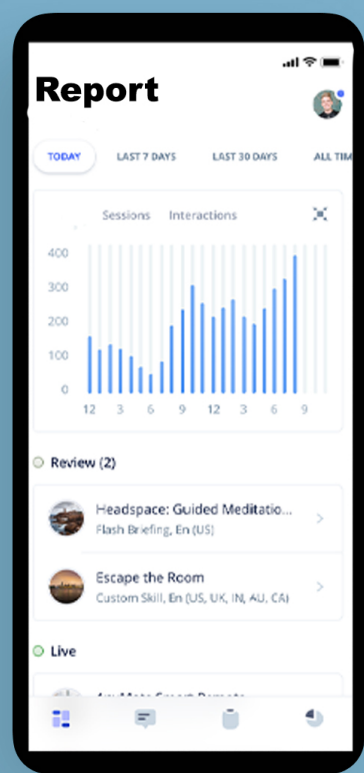 Report
TODAY LAST 7 DAYS LAST 30 DAYS ALL TIM
Sessions Interactions
400
300
200
100
0
12 3 6 9 12 3 6 9
Review (2)
Headspace: Guided Meditatio...
Flash Briefing, En (US)
Escape the Room
Custom Skill, En (US, UK, IN, AU, CA)
Live